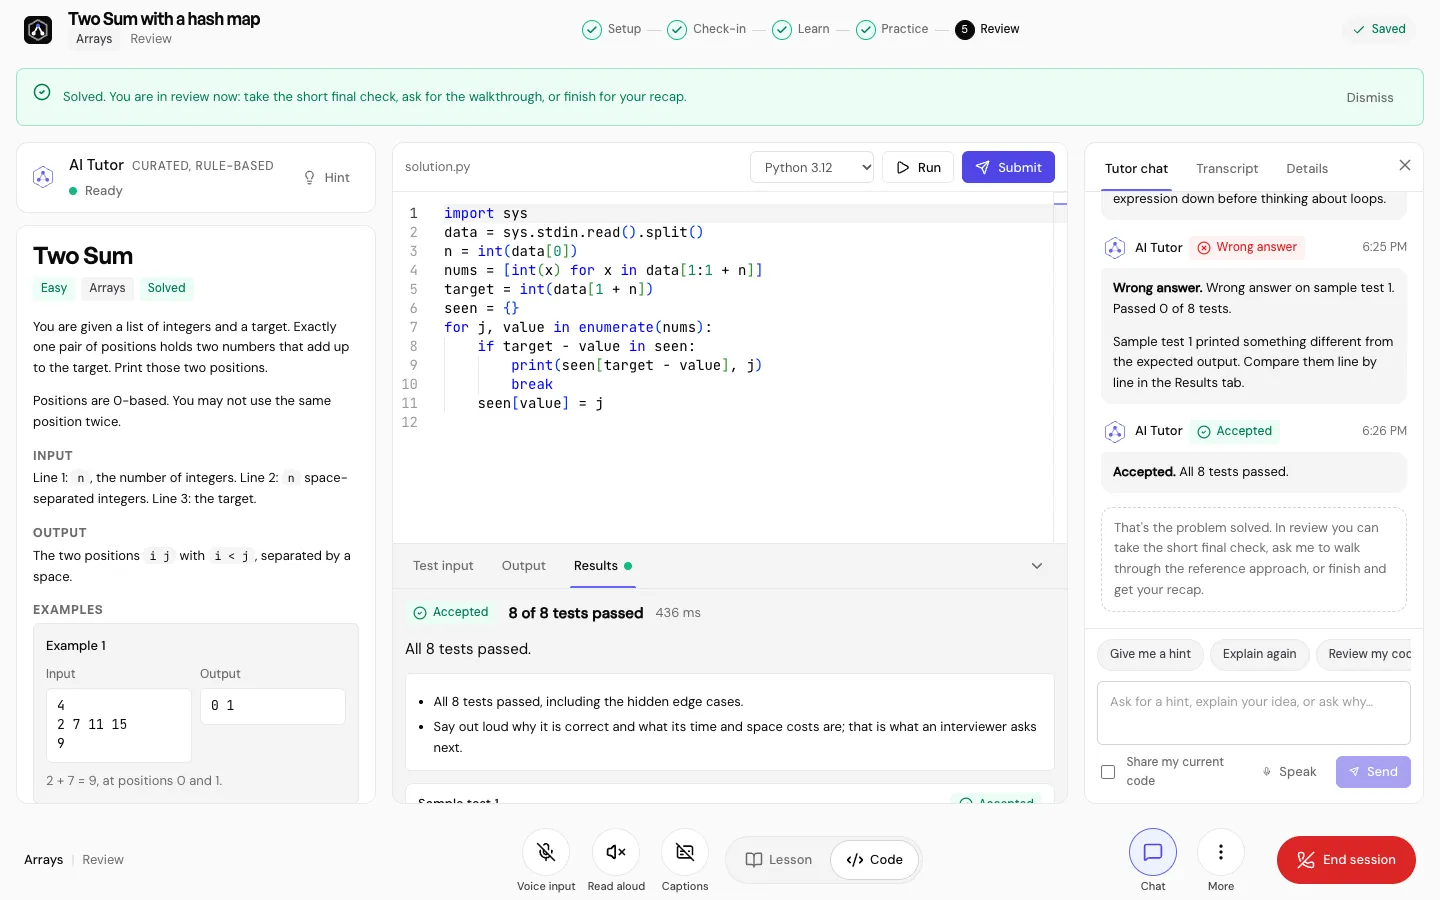 Two Sum with a hash map
Arrays Review
Setup Check-in Learn Practice 5 Review
Saved
Solved. You are in review now: take the short final check, ask for the walkthrough, or finish for your recap.
Dismiss
AI Tutor CURATED, RULE-BASED
Ready
Hint
Two Sum
Easy Arrays Solved
You are given a list of integers and a target. Exactly
one pair of positions holds two numbers that add up
to the target. Print those two positions.
Positions are 0-based. You may not use the same
position twice.
INPUT
Line 1: n, the number of integers. Line 2: n space-
separated integers. Line 3: the target.
OUTPUT
The two positions i j with i < j, separated by a
space.
EXAMPLES
Example 1
Input Output
4
2 7 11 15
9
0 1
2 + 7 = 9, at positions 0 and 1.
solution.py
Python 3.12 Run Submit
1 import sys
2 data = sys.stdin.read().split()
3 n = int(data[0])
4 nums = [int(x) for x in data[1:1 + n]]
5 target = int(data[1 + n])
6 seen = {}
7 for j, value in enumerate(nums):
8 if target - value in seen:
9 print(seen[target - value], j)
10 break
11 seen[value] = j
12
Test input Output Results
Accepted 8 of 8 tests passed 436 ms
All 8 tests passed.
• All 8 tests passed, including the hidden edge cases.
• Say out loud why it is correct and what its time and space costs are; that is what an interviewer asks
next.
Sample test 1 Accepted
Tutor chat Transcript Details
expression down before thinking about loops.
AI Tutor Wrong answer 6:25 PM
Wrong answer. Wrong answer on sample test 1.
Passed 0 of 8 tests.
Sample test 1 printed something different from
the expected output. Compare them line by
line in the Results tab.
AI Tutor Accepted 6:26 PM
Accepted. All 8 tests passed.
That's the problem solved. In review you can
take the short final check, ask me to walk
through the reference approach, or finish and
get your recap.
Give me a hint Explain again Review my coc
Ask for a hint, explain your idea, or ask why...
Share my current
code
Speak Send
Arrays | Review
Voice input Read aloud Captions
Lesson Code
Chat More
End session